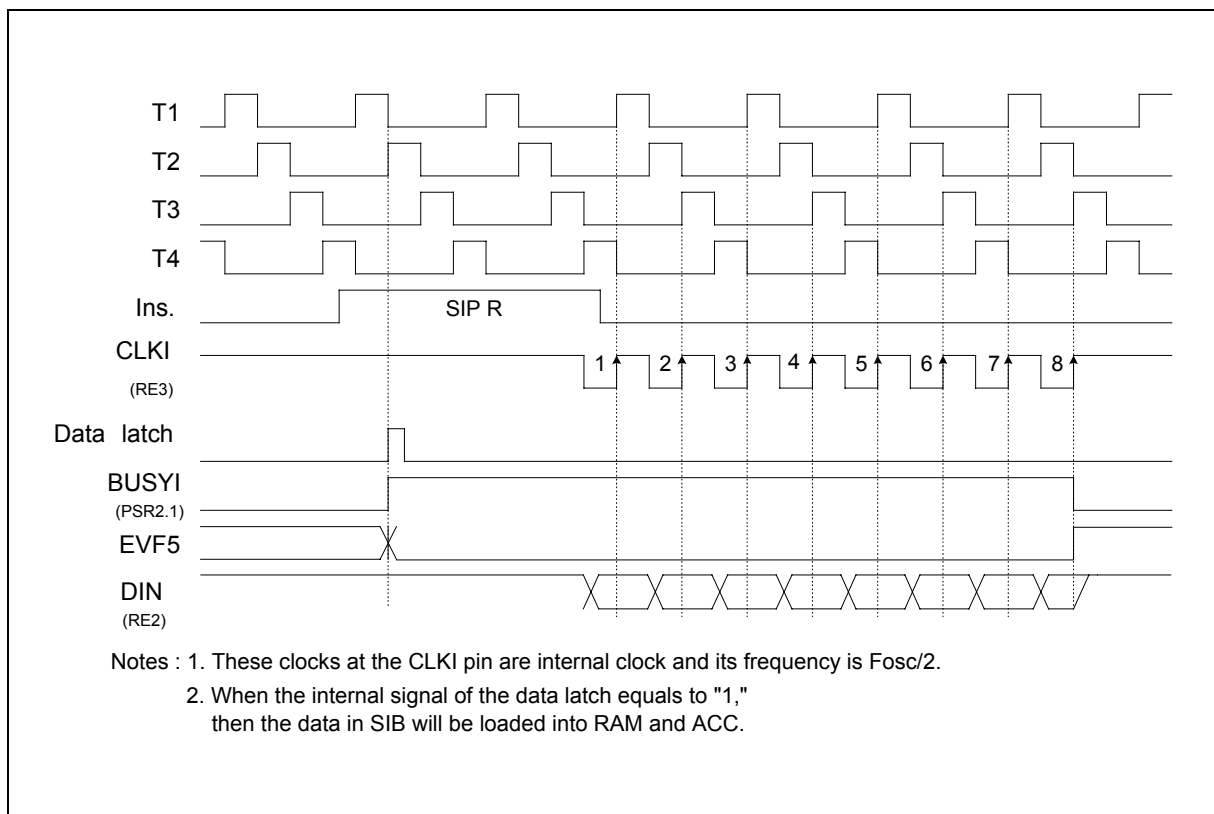 T1
T2
T3
T4
Ins.
SIP R
CLKI
(RE3)
1 2 3 4 5 6 7 8
Data latch
BUSYI
(PSR2.1)
EVF5
DIN
(RE2)
Notes : 1. These clocks at the CLKI pin are internal clock and its frequency is Fosc/2.
2. When the internal signal of the data latch equals to "1,"
then the data in SIB will be loaded into RAM and ACC.